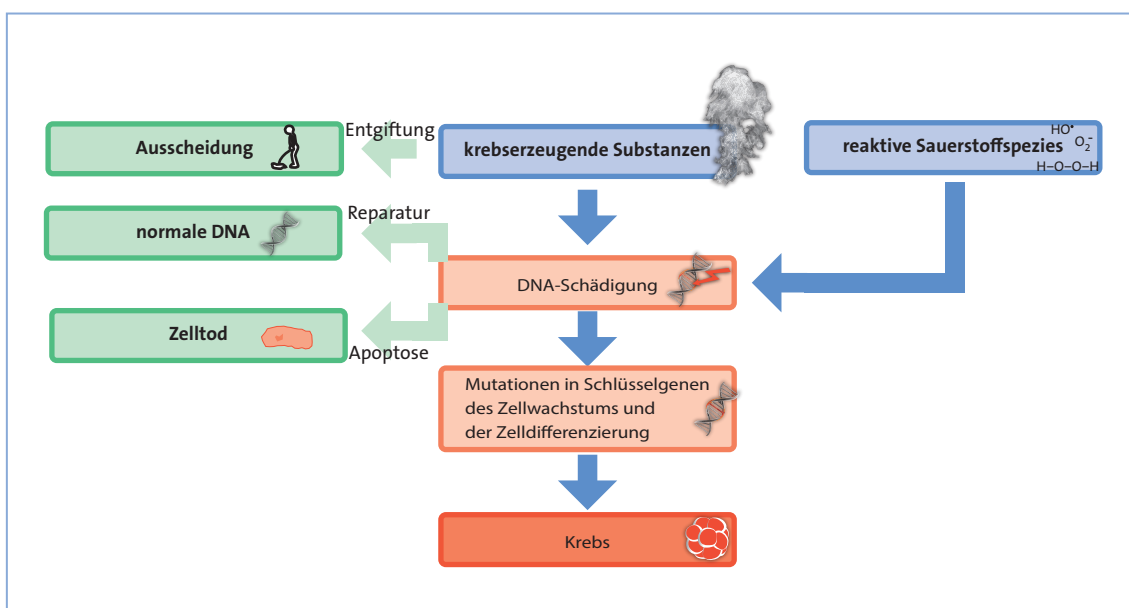 Entgiftung
Ausscheidung
krebserzeugende Substanzen
reaktive Sauerstoffspezies
HO•
O₂⁻
H–O–O–H
Reparatur
normale DNA
DNA-Schädigung
Zelltod
Apoptose
Mutationen in Schlüsselgenen
des Zellwachstums und
der Zelldifferenzierung
Krebs